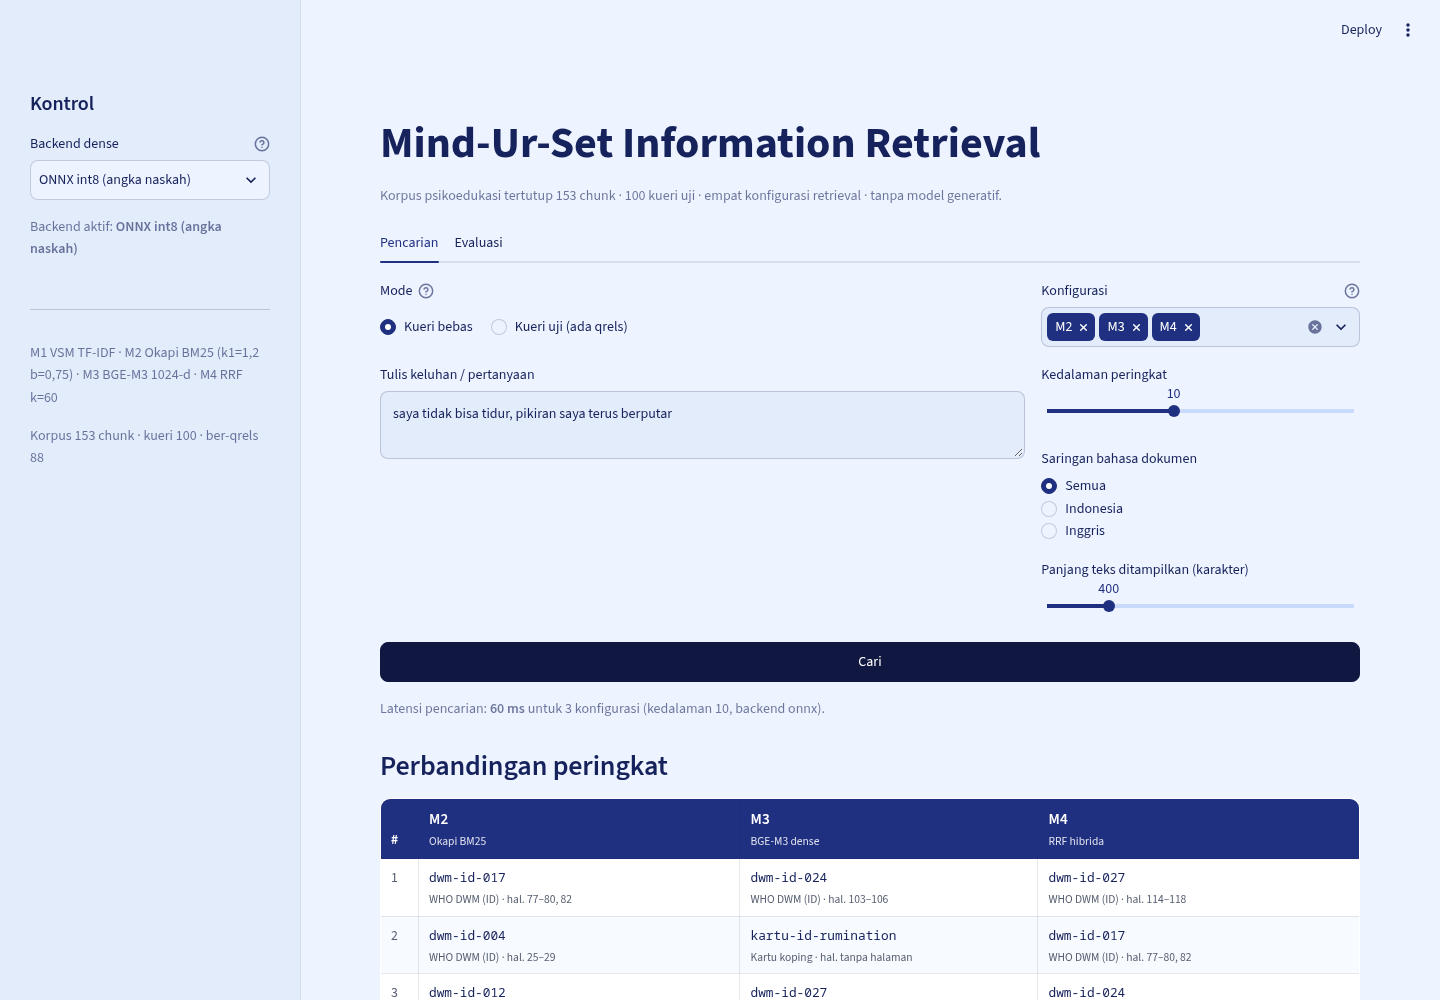 Deploy
Kontrol
Backend dense
ONNX int8 (angka naskah)
Backend aktif: ONNX int8 (angka
naskah)
M1 VSM TF-IDF · M2 Okapi BM25 (k1=1,2
b=0,75) · M3 BGE-M3 1024-d · M4 RRF
k=60
Korpus 153 chunk · kueri 100 · ber-qrels
88
Mind-Ur-Set Information Retrieval
Korpus psikoedukasi tertutup 153 chunk · 100 kueri uji · empat konfigurasi retrieval · tanpa model generatif.
Pencarian
Evaluasi
Mode
Kueri bebas
Kueri uji (ada qrels)
Tulis keluhan / pertanyaan
saya tidak bisa tidur, pikiran saya terus berputar
Konfigurasi
M2 M3 M4
Kedalaman peringkat
10
Saringan bahasa dokumen
Semua
Indonesia
Inggris
Panjang teks ditampilkan (karakter)
400
Cari
Latensi pencarian: 60 ms untuk 3 konfigurasi (kedalaman 10, backend onnx).
Perbandingan peringkat
# M2 M3 M4
Okapi BM25 BGE-M3 dense RRF hibrida
1 dwm-id-017 dwm-id-024 dwm-id-027
WHO DWM (ID) · hal. 77–80, 82 WHO DWM (ID) · hal. 103–106 WHO DWM (ID) · hal. 114–118
2 dwm-id-004 kartu-id-rumination dwm-id-017
WHO DWM (ID) · hal. 25–29 Kartu koping · hal. tanpa halaman WHO DWM (ID) · hal. 77–80, 82
3 dwm-id-012 dwm-id-027 dwm-id-024